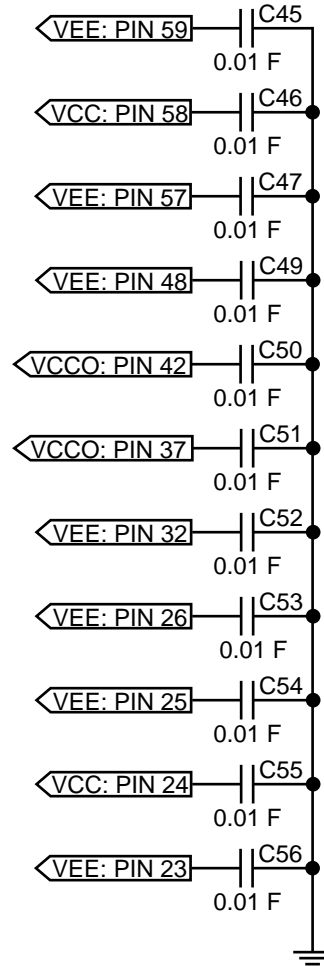 VEE: PIN 59 C45
0.01 F
VCC: PIN 58 C46
0.01 F
VEE: PIN 57 C47
0.01 F
VEE: PIN 48 C49
0.01 F
VCCO: PIN 42 C50
0.01 F
VCCO: PIN 37 C51
0.01 F
VEE: PIN 32 C52
0.01 F
VEE: PIN 26 C53
0.01 F
VEE: PIN 25 C54
0.01 F
VCC: PIN 24 C55
0.01 F
VEE: PIN 23 C56
0.01 F